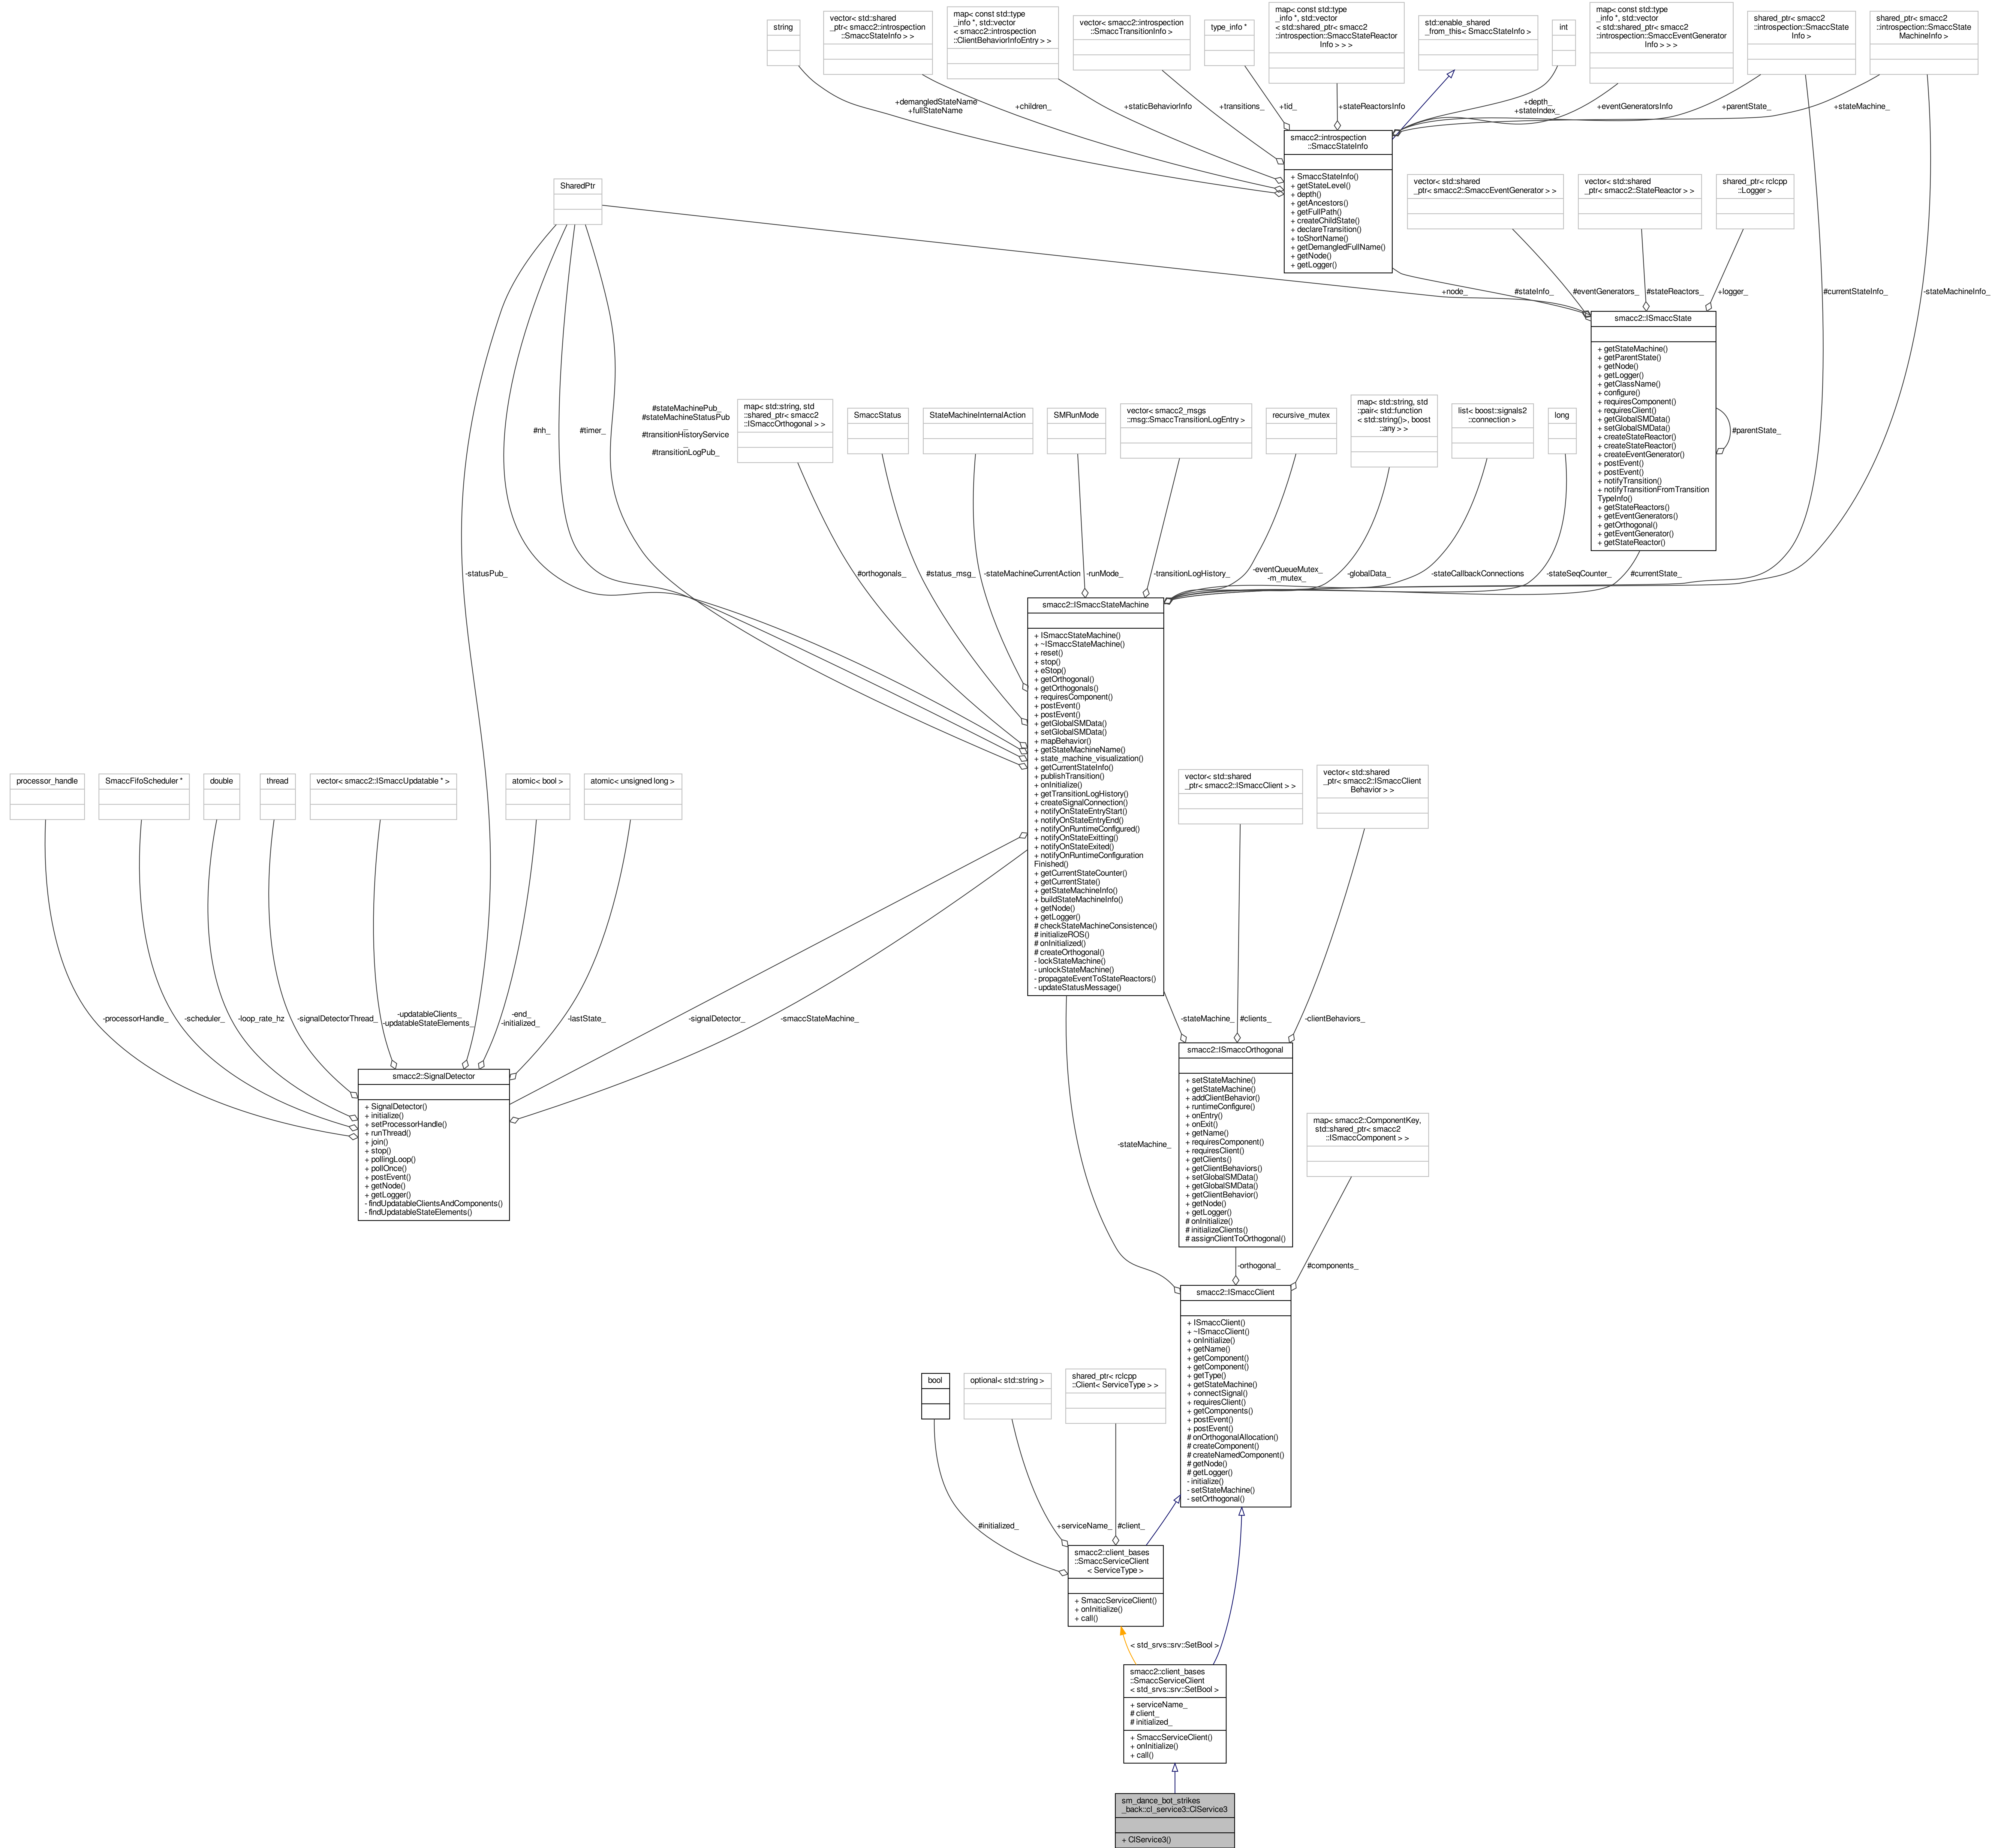 string
vector< std::shared
_ptr< smacc2::introspection
::SmaccStateInfo > >
map< const std::type
_info *, std::vector
< smacc2::introspection
::ClientBehaviorInfoEntry > >
vector< smacc2::introspection
::SmaccTransitionInfo >
type_info *
map< const std::type
_info *, std::vector
< std::shared_ptr< smacc2
::introspection::SmaccStateReactor
Info > > >
std::enable_shared
_from_this< SmaccStateInfo >
int
map< const std::type
_info *, std::vector
< std::shared_ptr< smacc2
::introspection::SmaccEventGenerator
Info > > >
shared_ptr< smacc2
::introspection::SmaccState
Info >
shared_ptr< smacc2
::introspection::SmaccState
MachineInfo >
+demangledStateName
+fullStateName
+children_
+staticBehaviorInfo
+transitions_
+tid_
+stateReactorsInfo
+depth_
+stateIndex_
+eventGeneratorsInfo
+parentState_
+stateMachine_
smacc2::introspection
::SmaccStateInfo
+ SmaccStateInfo()
+ getStateLevel()
+ depth()
+ getAncestors()
+ getFullPath()
+ createChildState()
+ declareTransition()
+ toShortName()
+ getDemangledFullName()
+ getNode()
+ getLogger()
SharedPtr
vector< std::shared
_ptr< smacc2::SmaccEventGenerator > >
vector< std::shared
_ptr< smacc2::StateReactor > >
shared_ptr< rclcpp
::Logger >
+node_
#stateInfo_
#eventGenerators_
#stateReactors_
+logger_
#currentStateInfo_
-stateMachineInfo_
smacc2::ISmaccState
+ getStateMachine()
+ getParentState()
+ getNode()
+ getLogger()
+ getClassName()
+ configure()
+ requiresComponent()
+ requiresClient()
+ getGlobalSMData()
+ setGlobalSMData()
+ createStateReactor()
+ createStateReactor()
+ createEventGenerator()
+ postEvent()
+ postEvent()
+ notifyTransition()
+ notifyTransitionFromTransition
TypeInfo()
+ getStateReactors()
+ getEventGenerators()
+ getOrthogonal()
+ getEventGenerator()
+ getStateReactor()
#parentState_
#nh_
#timer_
#stateMachinePub_
#stateMachineStatusPub
_
#transitionHistoryService
_
#transitionLogPub_
map< std::string, std
::shared_ptr< smacc2
::ISmaccOrthogonal > >
SmaccStatus
StateMachineInternalAction
SMRunMode
vector< smacc2_msgs
::msg::SmaccTransitionLogEntry >
recursive_mutex
map< std::string, std
::pair< std::function
< std::string()>, boost
::any > >
list< boost::signals2
::connection >
long
-statusPub_
#orthogonals_
#status_msg_
-stateMachineCurrentAction
-runMode_
-transitionLogHistory_
-eventQueueMutex_
-m_mutex_
-globalData_
-stateCallbackConnections
-stateSeqCounter_
#currentState_
smacc2::ISmaccStateMachine
+ ISmaccStateMachine()
+ ~ISmaccStateMachine()
+ reset()
+ stop()
+ eStop()
+ getOrthogonal()
+ getOrthogonals()
+ requiresComponent()
+ postEvent()
+ postEvent()
+ getGlobalSMData()
+ setGlobalSMData()
+ mapBehavior()
+ getStateMachineName()
+ state_machine_visualization()
+ getCurrentStateInfo()
+ publishTransition()
+ onInitialize()
+ getTransitionLogHistory()
+ createSignalConnection()
+ notifyOnStateEntryStart()
+ notifyOnStateEntryEnd()
+ notifyOnRuntimeConfigured()
+ notifyOnStateExitting()
+ notifyOnStateExited()
+ notifyOnRuntimeConfiguration
Finished()
+ getCurrentStateCounter()
+ getCurrentState()
+ getStateMachineInfo()
+ buildStateMachineInfo()
+ getNode()
+ getLogger()
# checkStateMachineConsistence()
# initializeROS()
# onInitialized()
# createOrthogonal()
- lockStateMachine()
- unlockStateMachine()
- propagateEventToStateReactors()
- updateStatusMessage()
processor_handle
SmaccFifoScheduler *
double
thread
vector< smacc2::ISmaccUpdatable * >
atomic< bool >
atomic< unsigned long >
vector< std::shared
_ptr< smacc2::ISmaccClient > >
vector< std::shared
_ptr< smacc2::ISmaccClient
Behavior > >
-processorHandle_
-scheduler_
-loop_rate_hz
-signalDetectorThread_
-updatableClients_
-updatableStateElements_
-end_
-initialized_
-lastState_
-signalDetector_
-smaccStateMachine_
-stateMachine_
#clients_
-clientBehaviors_
smacc2::SignalDetector
+ SignalDetector()
+ initialize()
+ setProcessorHandle()
+ runThread()
+ join()
+ stop()
+ pollingLoop()
+ pollOnce()
+ postEvent()
+ getNode()
+ getLogger()
- findUpdatableClientsAndComponents()
- findUpdatableStateElements()
smacc2::ISmaccOrthogonal
+ setStateMachine()
+ getStateMachine()
+ addClientBehavior()
+ runtimeConfigure()
+ onEntry()
+ onExit()
+ getName()
+ requiresComponent()
+ requiresClient()
+ getClients()
+ getClientBehaviors()
+ setGlobalSMData()
+ getGlobalSMData()
+ getClientBehavior()
+ getNode()
+ getLogger()
# onInitialize()
# initializeClients()
# assignClientToOrthogonal()
map< smacc2::ComponentKey,
std::shared_ptr< smacc2
::ISmaccComponent > >
-stateMachine_
-orthogonal_
#components_
smacc2::ISmaccClient
+ ISmaccClient()
+ ~ISmaccClient()
+ onInitialize()
+ getName()
+ getComponent()
+ getComponent()
+ getType()
+ getStateMachine()
+ connectSignal()
+ requiresClient()
+ getComponents()
+ postEvent()
+ postEvent()
# onOrthogonalAllocation()
# createComponent()
# createNamedComponent()
# getNode()
# getLogger()
- initialize()
- setStateMachine()
- setOrthogonal()
bool
optional< std::string >
shared_ptr< rclcpp
::Client< ServiceType > >
#initialized_
+serviceName_
#client_
smacc2::client_bases
::SmaccServiceClient
< ServiceType >
+ SmaccServiceClient()
+ onInitialize()
+ call()
< std_srvs::srv::SetBool >
smacc2::client_bases
::SmaccServiceClient
< std_srvs::srv::SetBool >
+ serviceName_
# client_
# initialized_
+ SmaccServiceClient()
+ onInitialize()
+ call()
sm_dance_bot_strikes
_back::cl_service3::ClService3
+ ClService3()